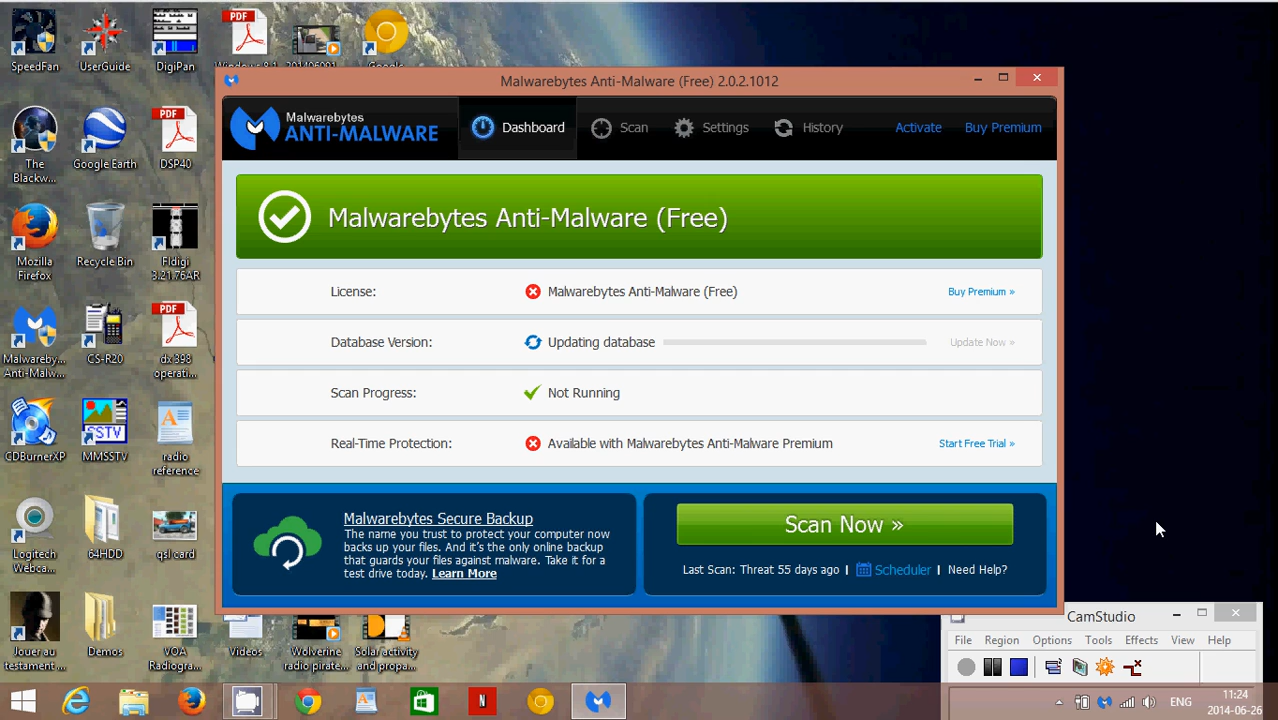 SpeedFan
UserGuide
DigiPan
PDF
Malwarebytes Anti-Malware (Free) 2.0.2.1012
Malwarebytes
ANTI-MALWARE
Dashboard
Scan
Settings
History
Activate
Buy Premium
The
Blackw...
Google Earth
PDF
DSP40
Malwarebytes Anti-Malware (Free)
Mozilla
Firefox
Recycle Bin
Fldigi
3.21.76AR
License:
Malwarebytes Anti-Malware (Free)
Buy Premium »
Database Version:
Updating database
Update Now »
Malwareby...
Anti-Malw...
CS-R20
PDF
dx 398
operati...
Scan Progress:
Not Running
Real-Time Protection:
Available with Malwarebytes Anti-Malware Premium
Start Free Trial »
CDBurnerXP
SSTV
MMSSTV
radio
reference
Malwarebytes Secure Backup
The name you trust to protect your computer now
backs up your files. And it's the only online backup
that guards your files against malware. Take it for a
test drive today. Learn More
Scan Now »
Last Scan: Threat 55 days ago
Scheduler
Need Help?
Logitech
Webca...
64HDD
qsl card
Jouer au
testament ...
Demos
VOA
Radiogra...
Videos
Wolverine
radio pirate...
Solar activity
and propa...
CamStudio
File Region Options Tools Effects View Help
ENG
11:24
2014-06-26